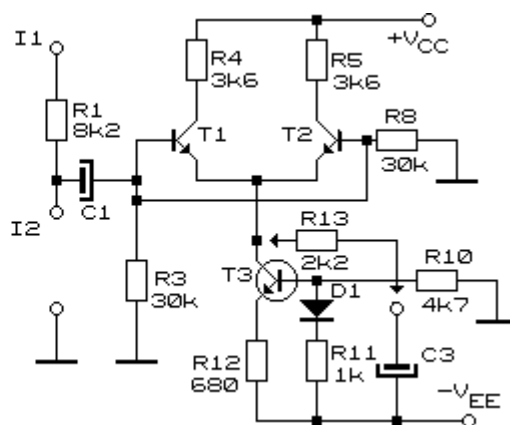 I1
R4
3k6
R5
3k6
+VCC
R1
8k2
T1
T2
R8
30k
C1
I2
R13
2k2
R3
30k
T3
D1
R10
4k7
R12
680
R11
1k
C3
-VEE